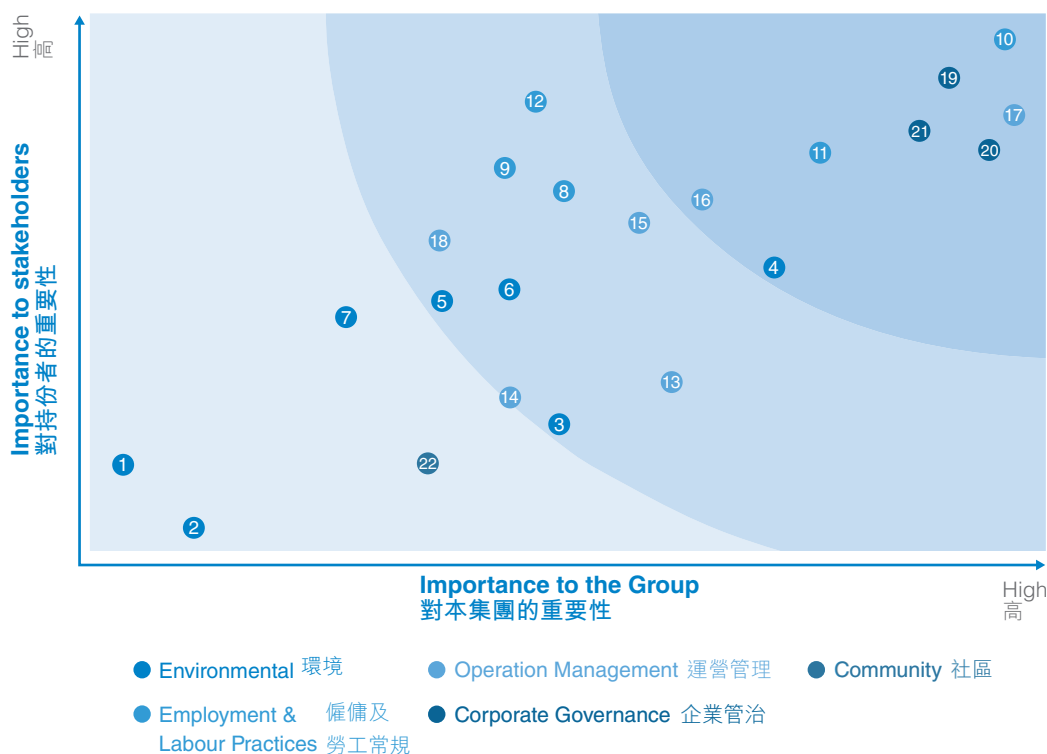 High
高
10
19
12
17
21
20
11
9
8
16
15
18
4
6
5
7
13
14
3
22
1
2
Importance to stakeholders
對持份者的重要性
Importance to the Group
對本集團的重要性
High
高
Environmental 環境
Operation Management 運營管理
Community 社區
Employment & 僱傭及
Labour Practices 勞工常規
Corporate Governance 企業管治